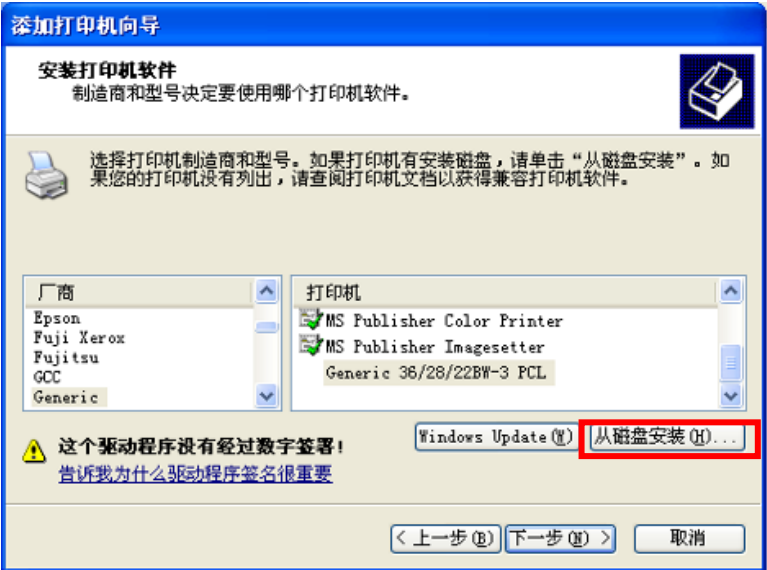 添加打印机向导
安装打印机软件
制造商和型号决定要使用哪个打印机软件。
选择打印机制造商和型号。如果打印机有安装磁盘，请单击“从磁盘安装”。如
果您的打印机没有列出，请查阅打印机文档以获得兼容打印机软件。
厂商
Epson
Fuji Xerox
Fujitsu
GCC
Generic
打印机
MS Publisher Color Printer
MS Publisher Imagesetter
Generic 36/28/22BW-3 PCL
Windows Update(W) 从磁盘安装(H)...
这个驱动程序没有经过数字签署!
告诉我为什么驱动程序签名很重要
< 上一步(B) 下一步(N) > 取消